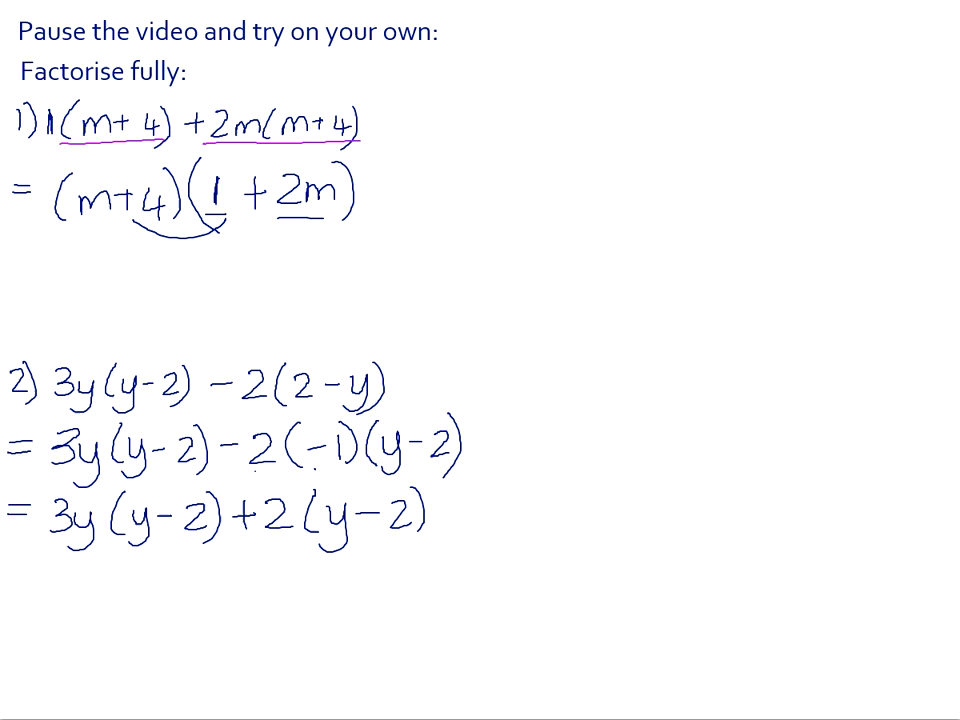 Pause the video and try on your own:
Factorise fully:
1) 1(m+4) + 2m(m+4)
= (m+4)(1 + 2m)
2) 3y(y-2) - 2(2-y)
= 3y(y-2) - 2(-1)(y-2)
= 3y(y-2) + 2(y-2)